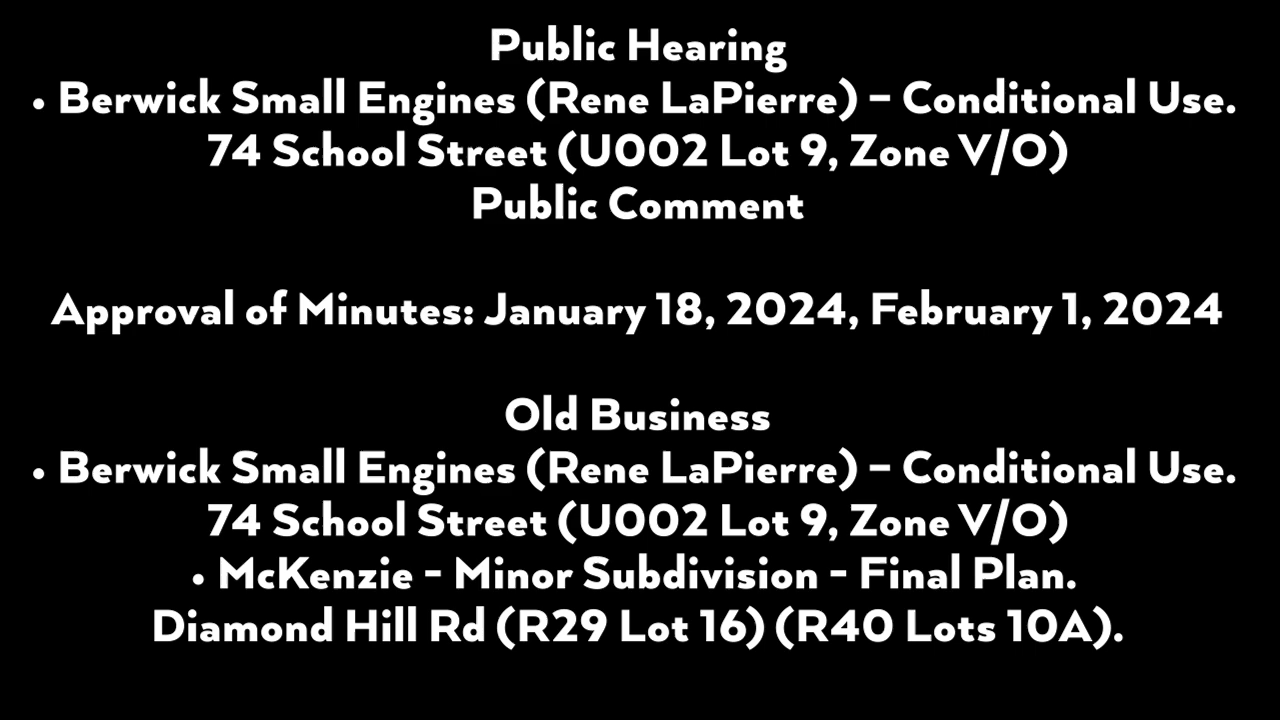 Public Hearing
• Berwick Small Engines (Rene LaPierre) – Conditional Use.
74 School Street (U002 Lot 9, Zone V/O)
Public Comment
Approval of Minutes: January 18, 2024, February 1, 2024
Old Business
• Berwick Small Engines (Rene LaPierre) – Conditional Use.
74 School Street (U002 Lot 9, Zone V/O)
• McKenzie - Minor Subdivision - Final Plan.
Diamond Hill Rd (R29 Lot 16) (R40 Lots 10A).